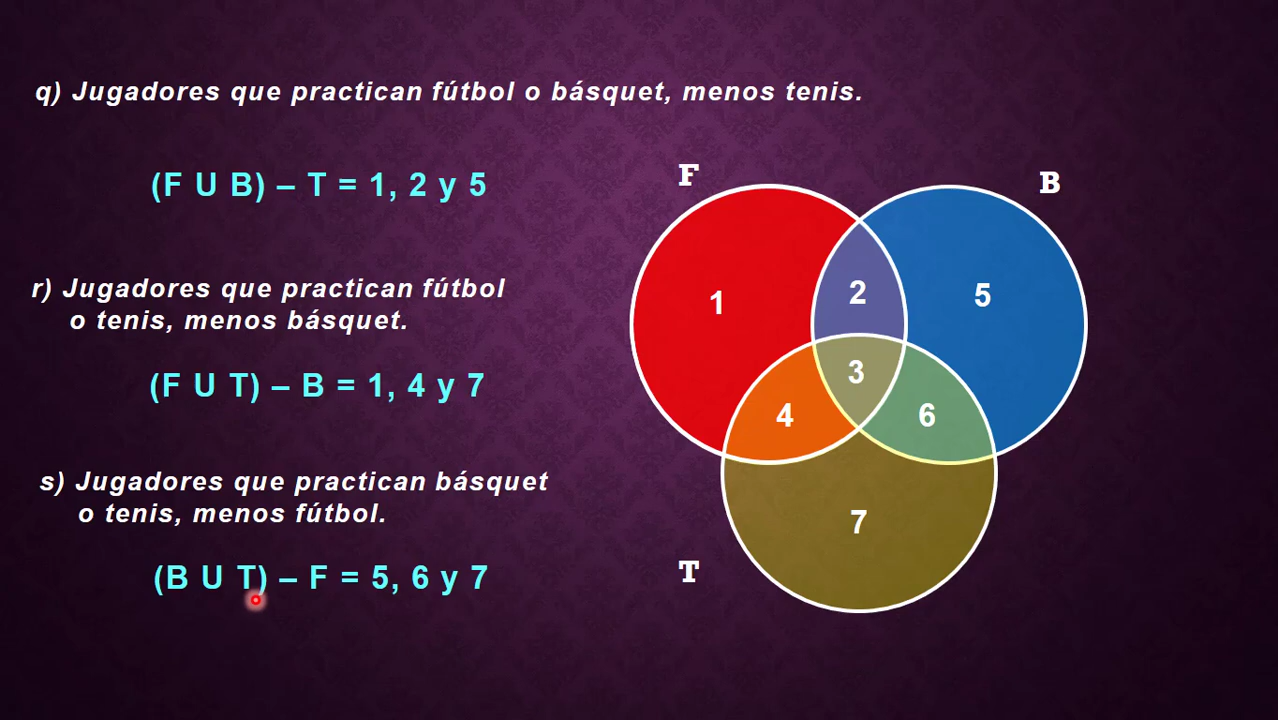 q) Jugadores que practican fútbol o básquet, menos tenis.
(F U B) – T = 1, 2 y 5
r) Jugadores que practican fútbol
o tenis, menos básquet.
(F U T) – B = 1, 4 y 7
s) Jugadores que practican básquet
o tenis, menos fútbol.
(B U T) – F = 5, 6 y 7
F
B
1
2
5
3
4
6
7
T